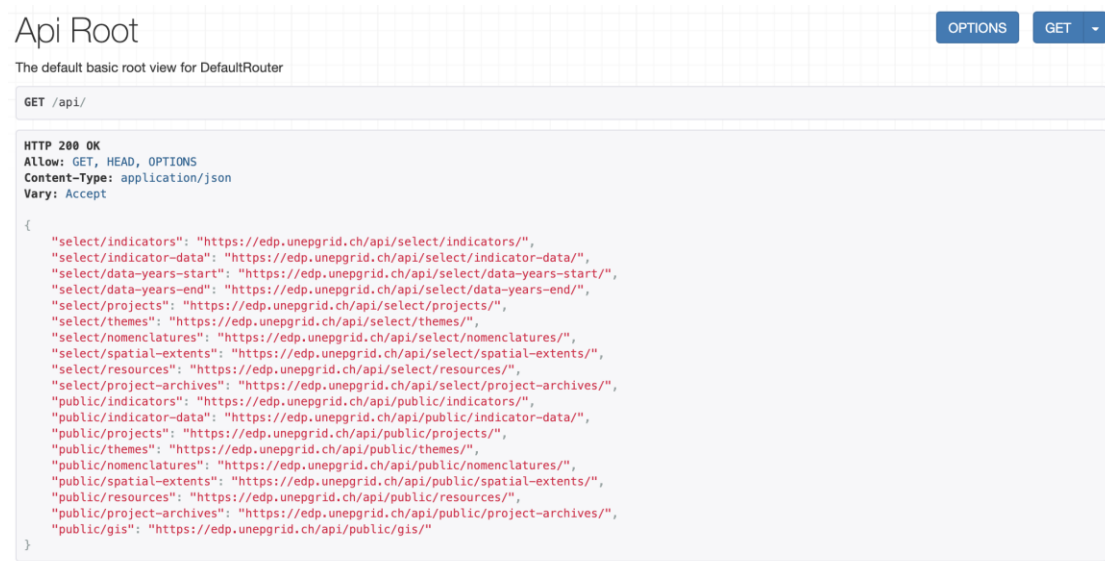 Api Root
OPTIONS
GET
The default basic root view for DefaultRouter
GET /api/
HTTP 200 OK
Allow: GET, HEAD, OPTIONS
Content-Type: application/json
Vary: Accept
{
    "select/indicators": "https://edp.unepgrid.ch/api/select/indicators/",
    "select/indicator-data": "https://edp.unepgrid.ch/api/select/indicator-data/",
    "select/data-years-start": "https://edp.unepgrid.ch/api/select/data-years-start/",
    "select/data-years-end": "https://edp.unepgrid.ch/api/select/data-years-end/",
    "select/projects": "https://edp.unepgrid.ch/api/select/projects/",
    "select/themes": "https://edp.unepgrid.ch/api/select/themes/",
    "select/nomenclatures": "https://edp.unepgrid.ch/api/select/nomenclatures/",
    "select/spatial-extents": "https://edp.unepgrid.ch/api/select/spatial-extents/",
    "select/resources": "https://edp.unepgrid.ch/api/select/resources/",
    "select/project-archives": "https://edp.unepgrid.ch/api/select/project-archives/",
    "public/indicators": "https://edp.unepgrid.ch/api/public/indicators/",
    "public/indicator-data": "https://edp.unepgrid.ch/api/public/indicator-data/",
    "public/projects": "https://edp.unepgrid.ch/api/public/projects/",
    "public/themes": "https://edp.unepgrid.ch/api/public/themes/",
    "public/nomenclatures": "https://edp.unepgrid.ch/api/public/nomenclatures/",
    "public/spatial-extents": "https://edp.unepgrid.ch/api/public/spatial-extents/",
    "public/resources": "https://edp.unepgrid.ch/api/public/resources/",
    "public/project-archives": "https://edp.unepgrid.ch/api/public/project-archives/",
    "public/gis": "https://edp.unepgrid.ch/api/public/gis/"
}